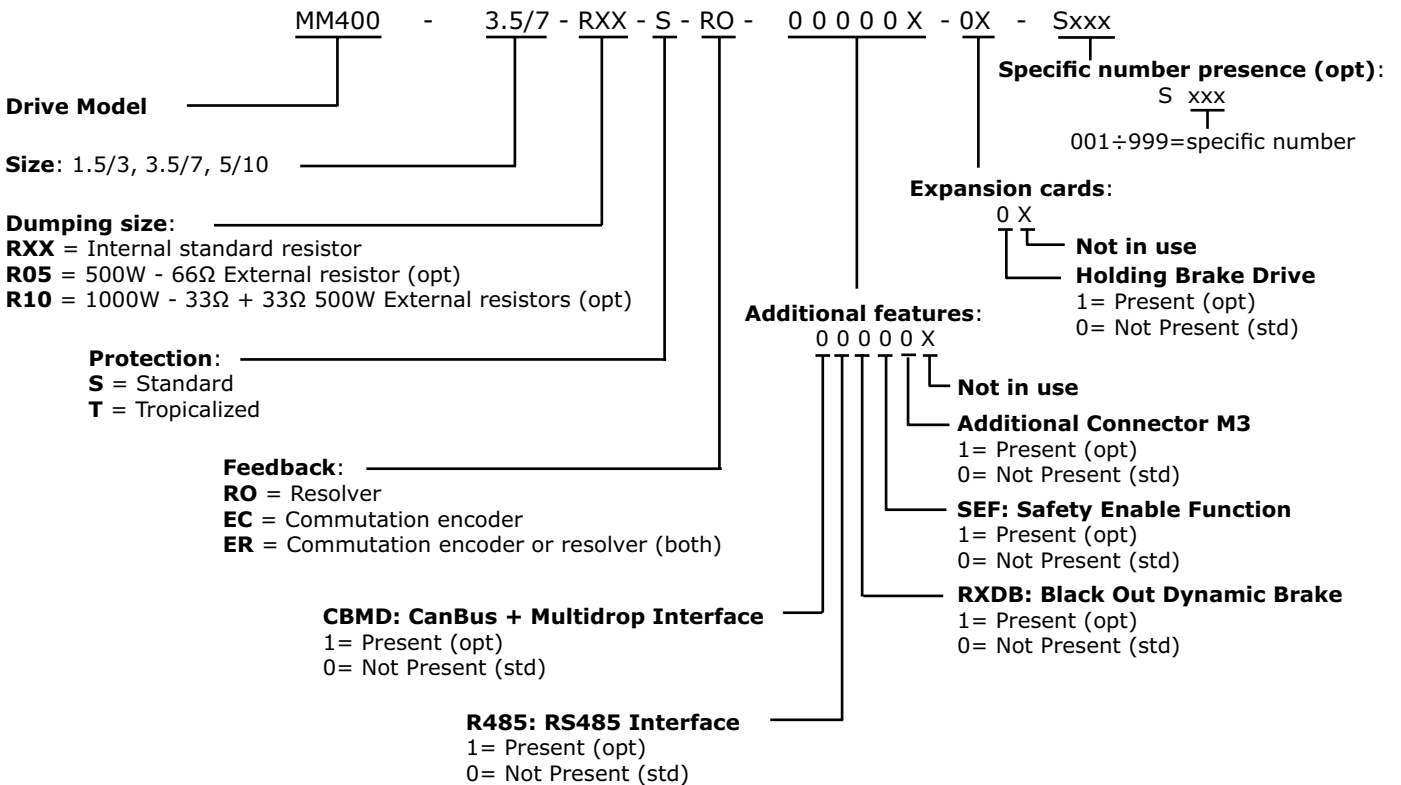 MM400 - 3.5/7 - RXX - S - RO - 0 0 0 0 0 X - 0X - Sxxx
Specific number presence (opt):
S xxx
001÷999=specific number
Drive Model
Size: 1.5/3, 3.5/7, 5/10
Dumping size:
RXX = Internal standard resistor
R05 = 500W - 66Ω External resistor (opt)
R10 = 1000W - 33Ω + 33Ω 500W External resistors (opt)
Expansion cards:
0 X
Not in use
Holding Brake Drive
1= Present (opt)
0= Not Present (std)
Protection:
S = Standard
T = Tropicalized
Additional features:
0 0 0 0 0 X
Not in use
Additional Connector M3
1= Present (opt)
0= Not Present (std)
SEF: Safety Enable Function
1= Present (opt)
0= Not Present (std)
RXDB: Black Out Dynamic Brake
1= Present (opt)
0= Not Present (std)
Feedback:
RO = Resolver
EC = Commutation encoder
ER = Commutation encoder or resolver (both)
CBMD: CanBus + Multidrop Interface
1= Present (opt)
0= Not Present (std)
R485: RS485 Interface
1= Present (opt)
0= Not Present (std)